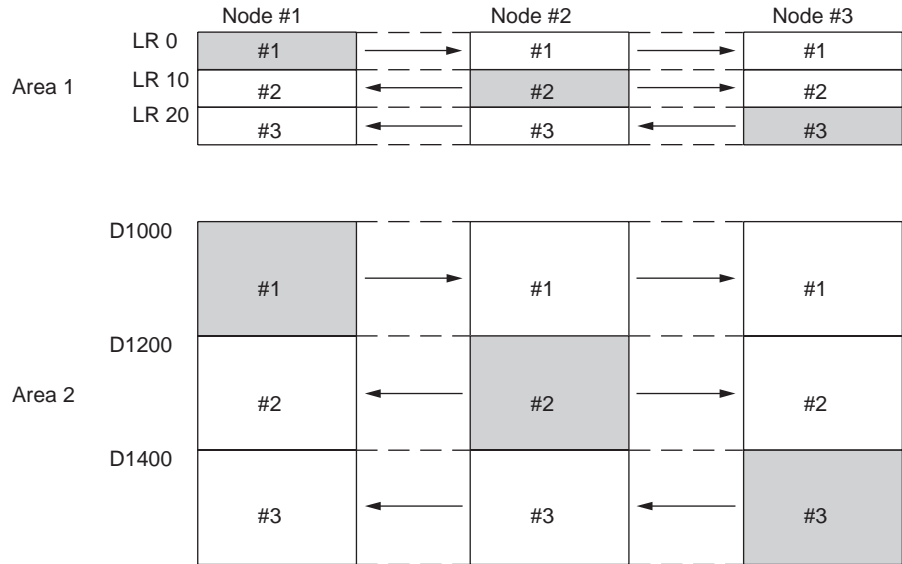 Node #1 Node #2 Node #3
LR 0 #1 #1 #1
Area 1 LR 10 #2 #2 #2
LR 20 #3 #3 #3
D1000
#1 #1 #1
D1200
Area 2 #2 #2 #2
D1400
#3 #3 #3